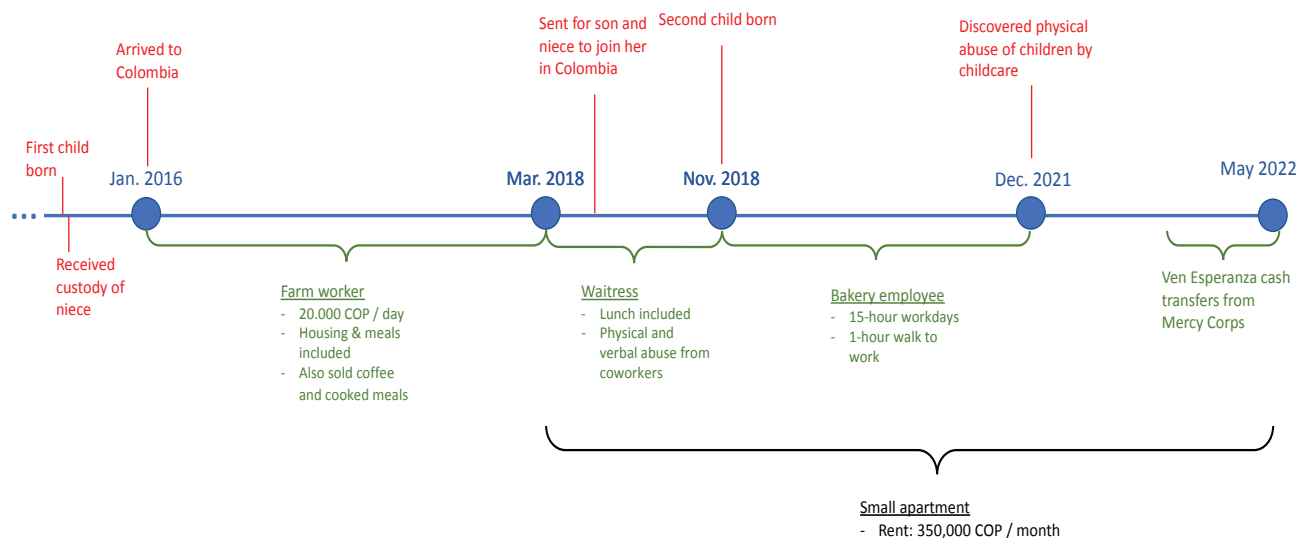 Arrived to
Colombia
Sent for son and
niece to join her
in Colombia
Second child born
Discovered physical
abuse of children by
childcare
First child
born
Jan. 2016
Mar. 2018
Nov. 2018
Dec. 2021
May 2022
...
Received
custody of
niece
Farm worker
- 20.000 COP / day
- Housing & meals
included
- Also sold coffee
and cooked meals
Waitress
- Lunch included
- Physical and
verbal abuse from
coworkers
Bakery employee
- 15-hour workdays
- 1-hour walk to
work
Ven Esperanza cash
transfers from
Mercy Corps
Small apartment
- Rent: 350,000 COP / month